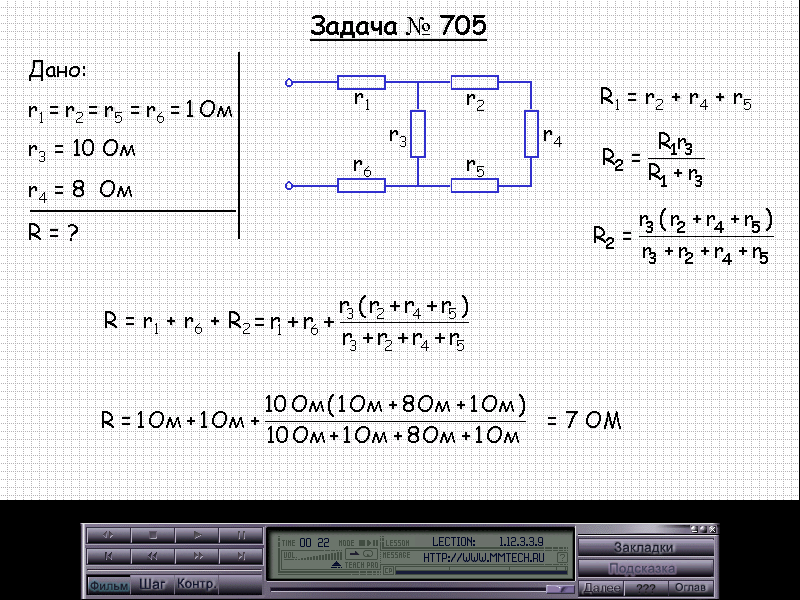 Задача № 705
Дано:
r1 = r2 = r5 = r6 = 1 Ом
r3 = 10 Ом
r4 = 8 Ом
R = ?
r1
r2
r3
r4
r6
r5
R1 = r2 + r4 + r5
R2 = R1r3 / R1 + r3
R2 = r3 (r2 + r4 + r5) / r3 + r2 + r4 + r5
R = r1 + r6 + R2 = r1 + r6 + r3 (r2 + r4 + r5) / r3 + r2 + r4 + r5
R = 1 Ом + 1 Ом + 10 Ом (1 Ом + 8 Ом + 1 Ом) / 10 Ом + 1 Ом + 8 Ом + 1 Ом = 7 ОМ
Фильм Шаг Контр.
TIME 00 22 MODE LESSON LECTION: 1.12.3.3.9
VOL. MESSAGE HTTP://WWW.MMTECH.RU ?
TEACH PRO
Закладки
Подсказка
Далее ??? Оглав